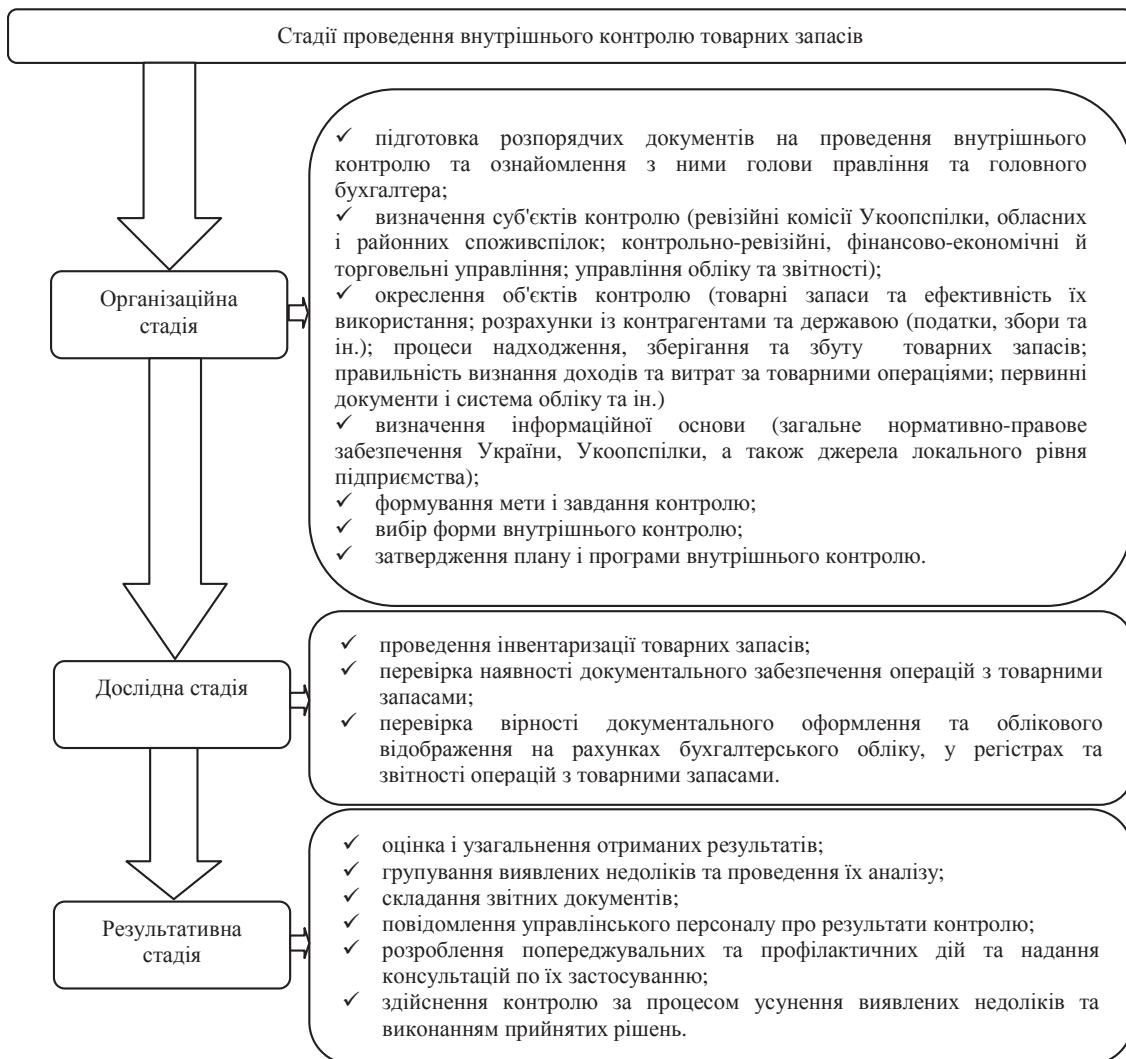 Стадії проведення внутрішнього контролю товарних запасів
Організаційна
стадія
✓ підготовка розпорядчих документів на проведення внутрішнього
контролю та ознайомлення з ними голови правління та головного
бухгалтера;
✓ визначення суб'єктів контролю (ревізійні комісії Укоопспілки, обласних
і районних споживспілок; контрольно-ревізійні, фінансово-економічні й
торговельні управління; управління обліку та звітності);
✓ окреслення об'єктів контролю (товарні запаси та ефективність їх
використання; розрахунки із контрагентами та державою (податки, збори та
ін.); процеси надходження, зберігання та збуту товарних запасів;
правильність визнання доходів та витрат за товарними операціями; первинні
документи і система обліку та ін.)
✓ визначення інформаційної основи (загальне нормативно-правове
забезпечення України, Укоопспілки, а також джерела локального рівня
підприємства);
✓ формування мети і завдання контролю;
✓ вибір форми внутрішнього контролю;
✓ затвердження плану і програми внутрішнього контролю.
Дослідна стадія
✓ проведення інвентаризації товарних запасів;
✓ перевірка наявності документального забезпечення операцій з товарними
запасами;
✓ перевірка вірності документального оформлення та облікового
відображення на рахунках бухгалтерського обліку, у регістрах та
звітності операцій з товарними запасами.
Результативна
стадія
✓ оцінка і узагальнення отриманих результатів;
✓ групування виявлених недоліків та проведення їх аналізу;
✓ складання звітних документів;
✓ повідомлення управлінського персоналу про результати контролю;
✓ розроблення попереджувальних та профілактичних дій та надання
консультацій по їх застосуванню;
✓ здійснення контролю за процесом усунення виявлених недоліків та
виконанням прийнятих рішень.